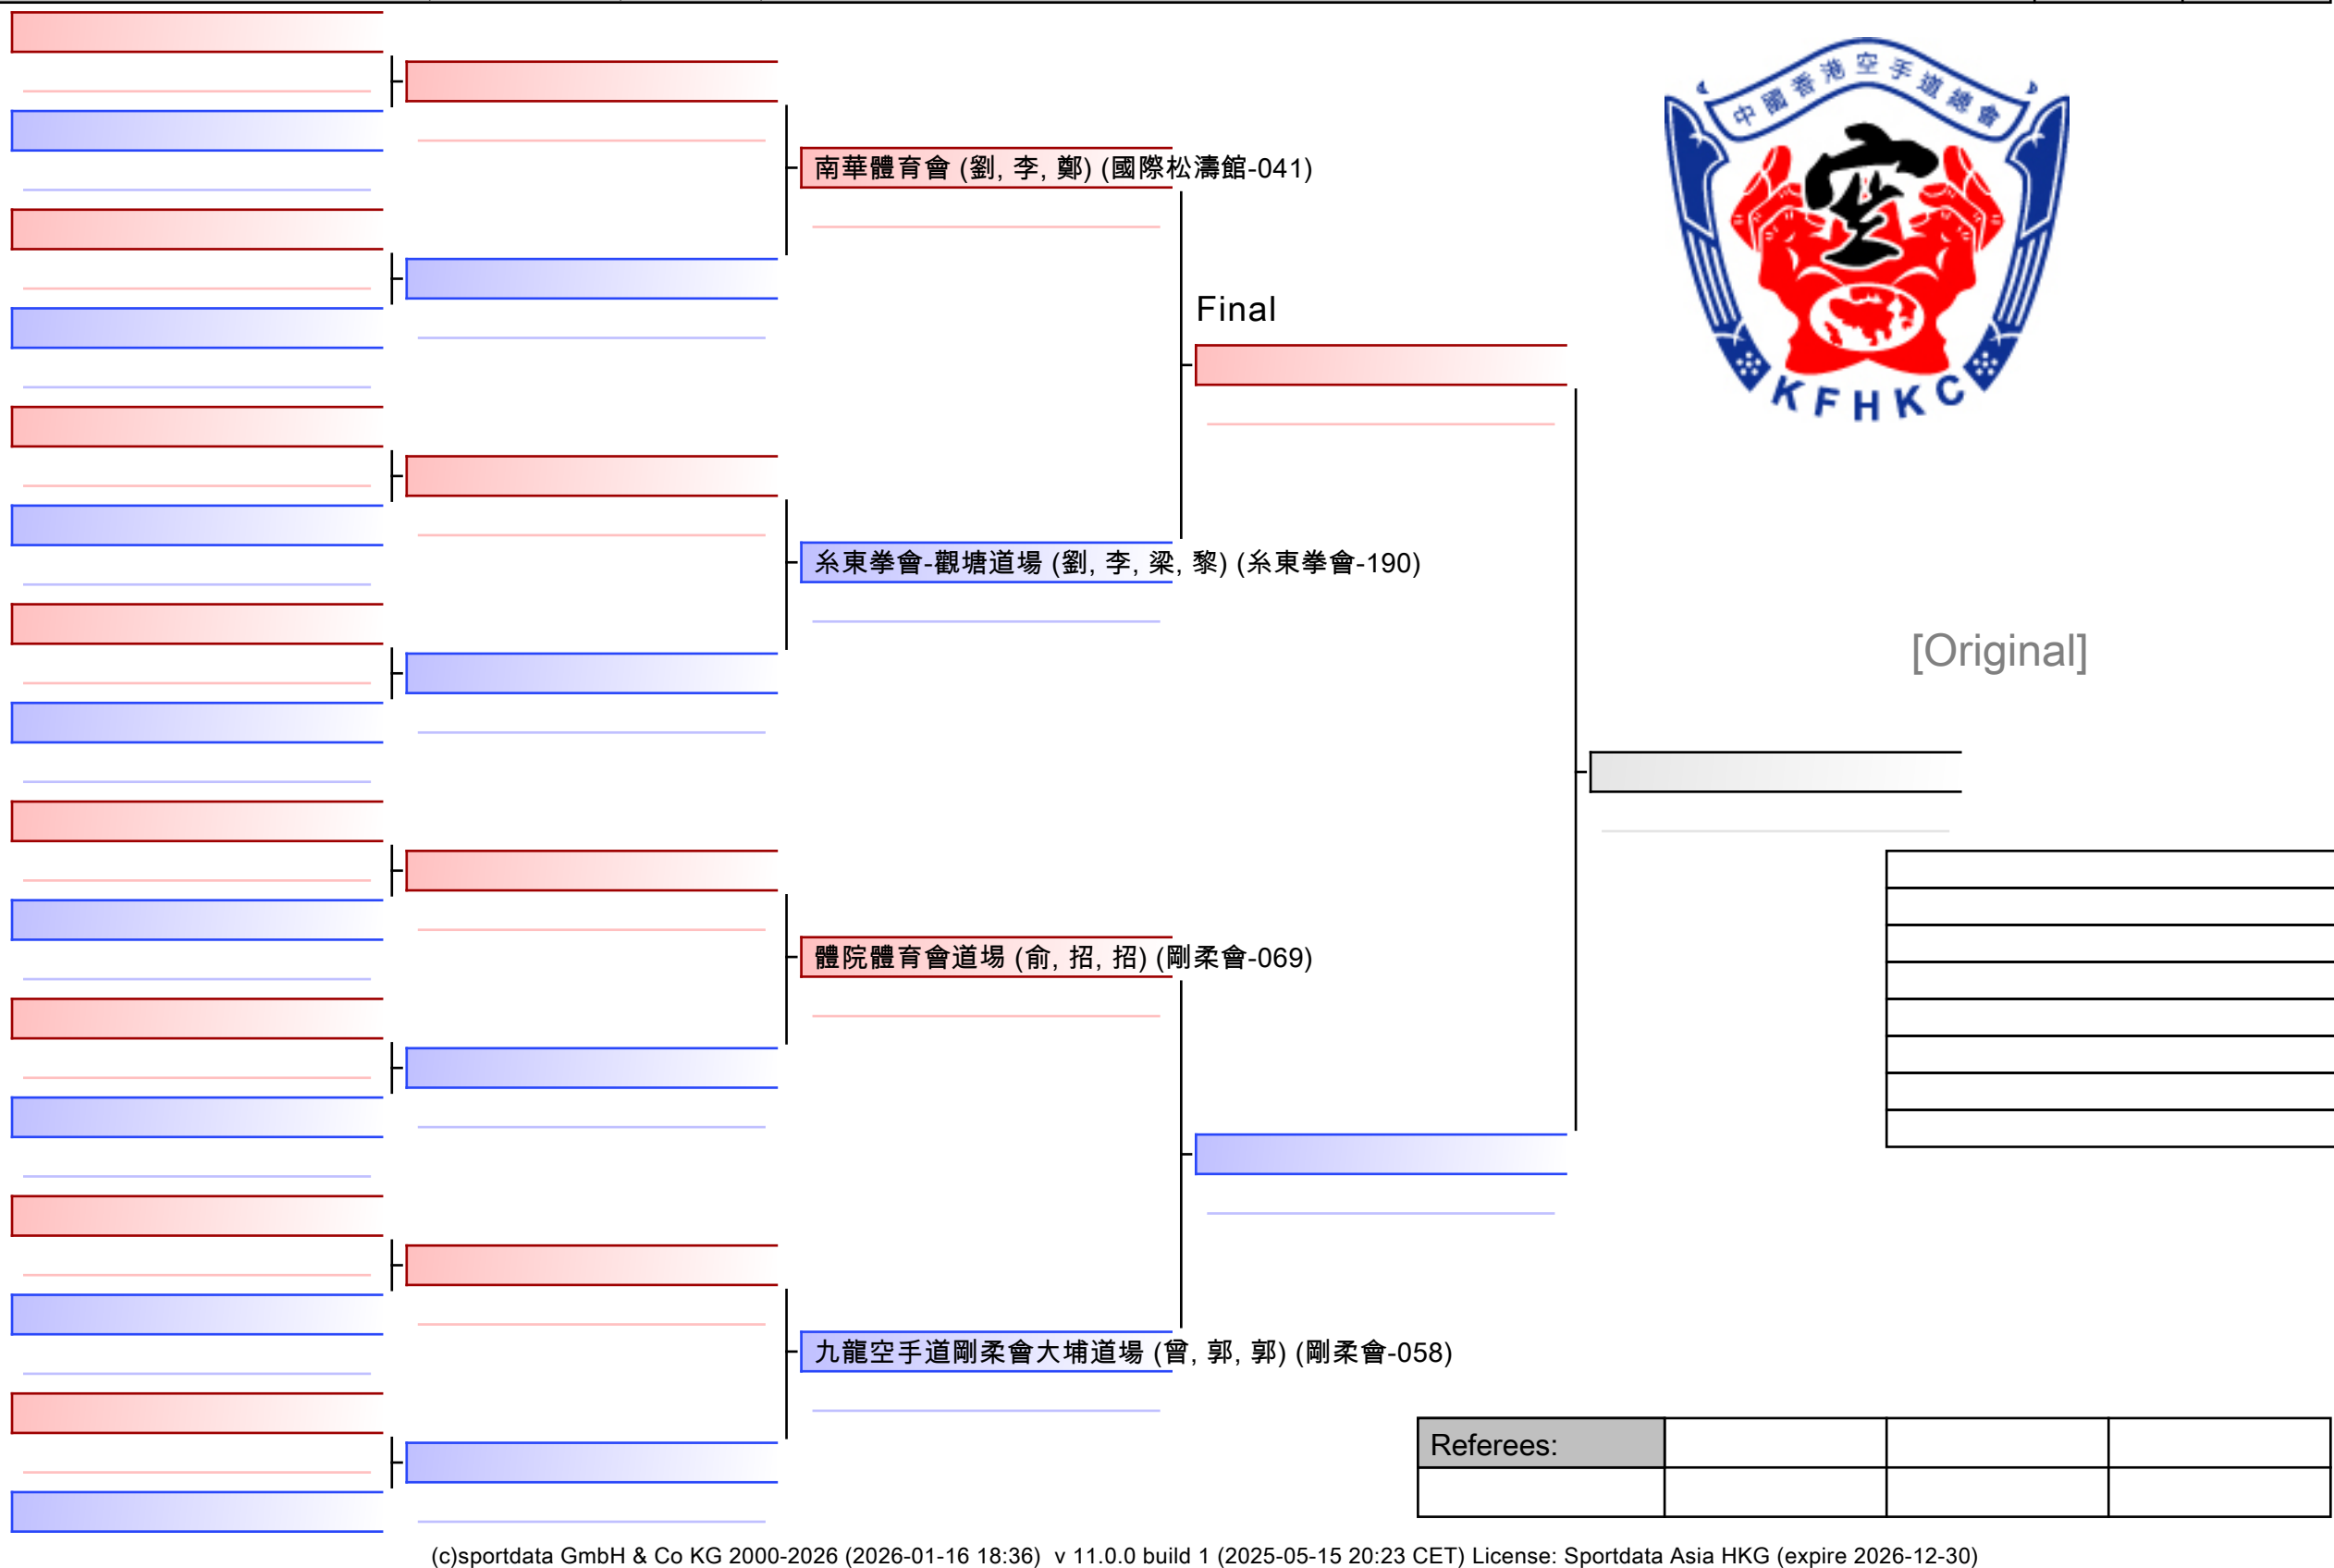 中國香港空手道總會
空
KFHKC
南華體育會 (劉, 李, 鄭) (國際松濤館-041)
Final
糸東拳會-觀塘道場 (劉, 李, 梁, 黎) (糸東拳會-190)
[Original]
體院體育會道場 (俞, 招, 招) (剛柔會-069)
九龍空手道剛柔會大埔道場 (曾, 郭, 郭) (剛柔會-058)
Referees:
(c)sportdata GmbH & Co KG 2000-2026 (2026-01-16 18:36)  v 11.0.0 build 1 (2025-05-15 20:23 CET) License: Sportdata Asia HKG (expire 2026-12-30)